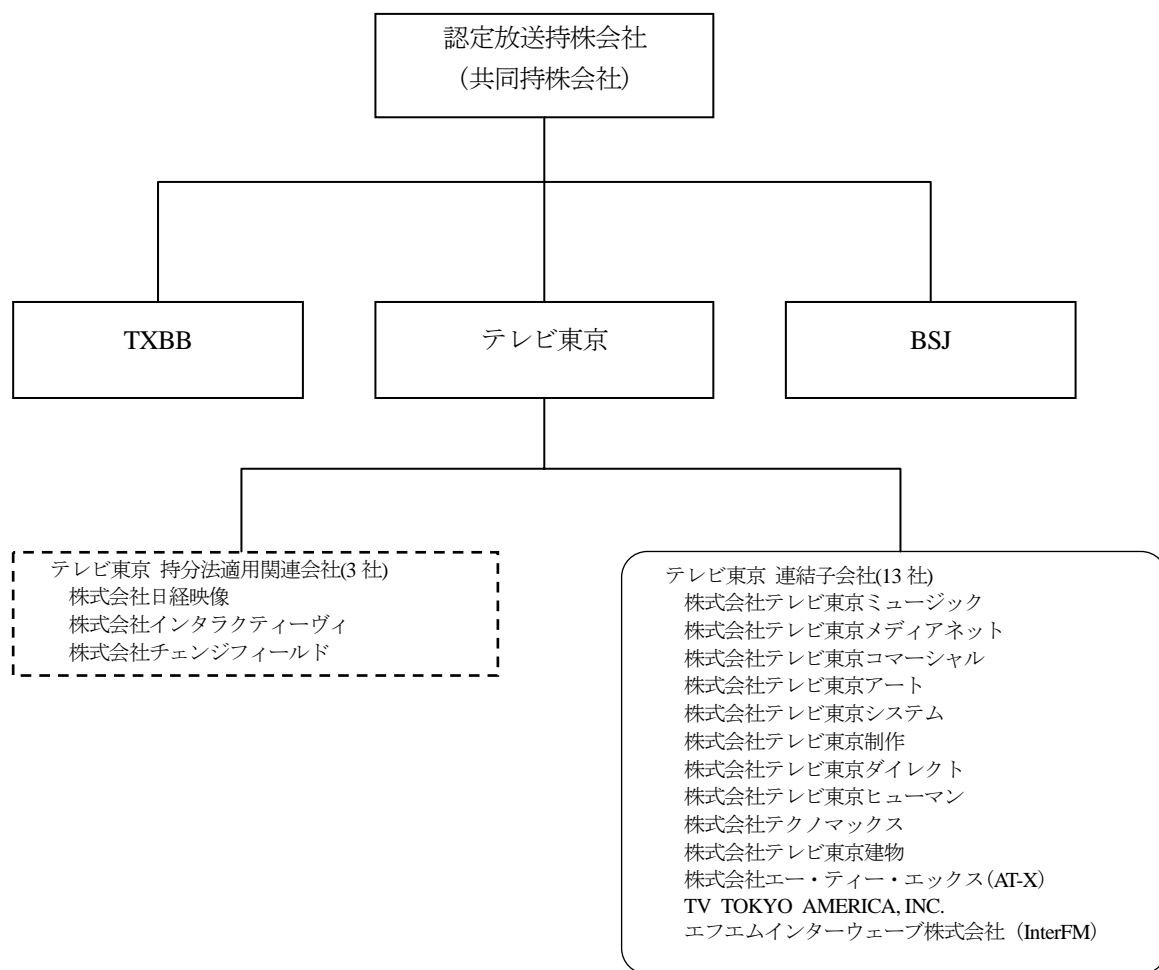 認定放送持株会社
(共同持株会社)
TXBB
テレビ東京
BSJ
テレビ東京 持分法適用関連会社(3 社)
株式会社日経映像
株式会社インタラクティーヴィ
株式会社チェンジフィールド
テレビ東京 連結子会社(13 社)
株式会社テレビ東京ミュージック
株式会社テレビ東京メディアネット
株式会社テレビ東京コマーシャル
株式会社テレビ東京アート
株式会社テレビ東京システム
株式会社テレビ東京制作
株式会社テレビ東京ダイレクト
株式会社テレビ東京ヒューマン
株式会社テクノマックス
株式会社テレビ東京建物
株式会社エー・ティー・エックス(AT-X)
TV TOKYO AMERICA, INC.
エフエムインターウェーブ株式会社 (InterFM)